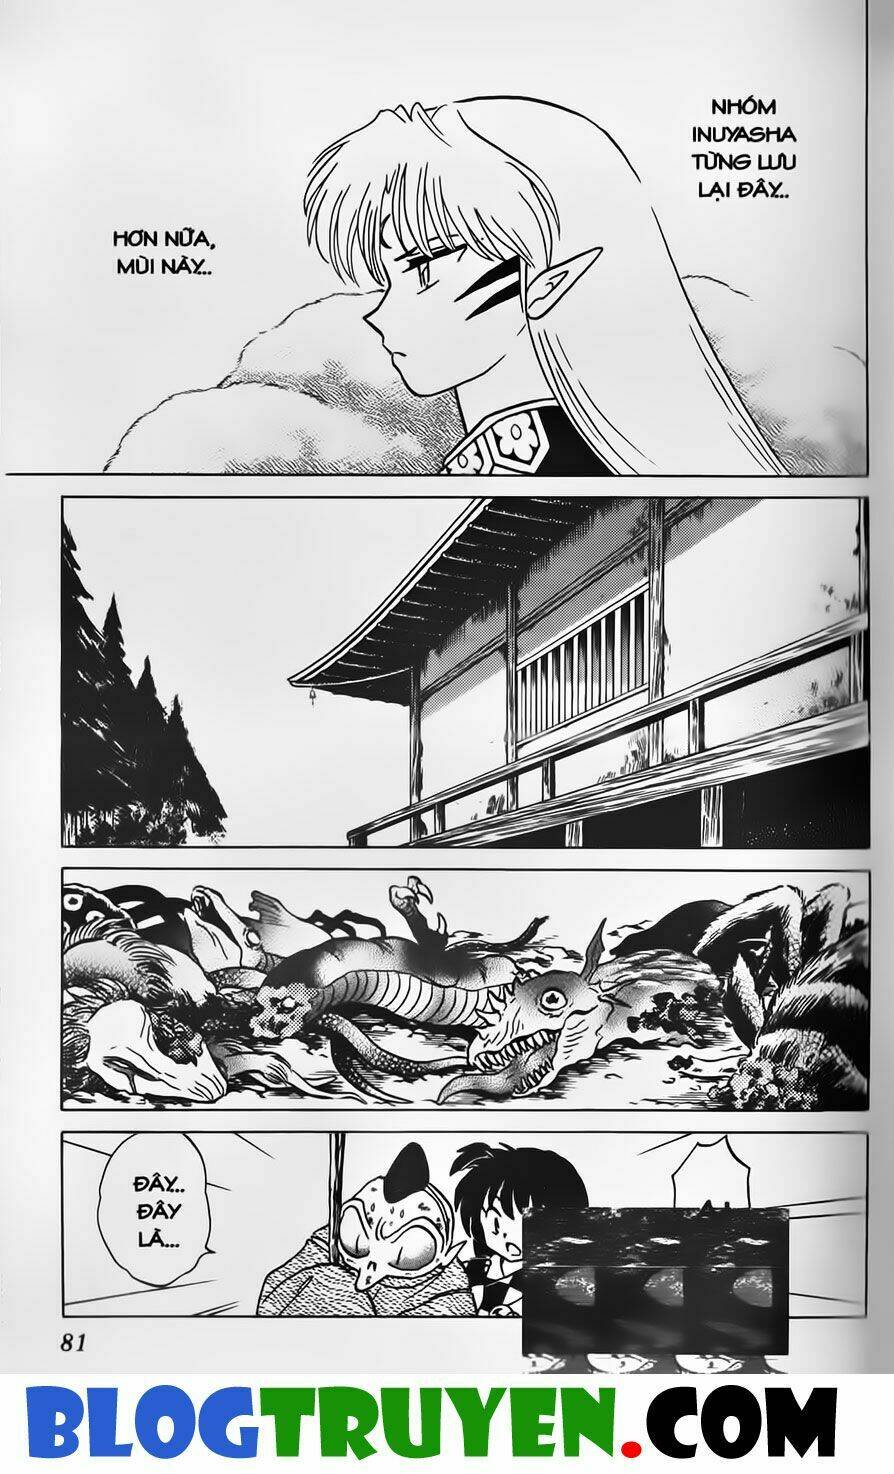 NHÓM
INUYASHA
TỪNG LƯU
LẠI ĐÂY...
HƠN NỮA,
MÙI NÀY...
ĐÂY...
ĐÂY
LÀ...
81
BLOGTRUYEN.COM